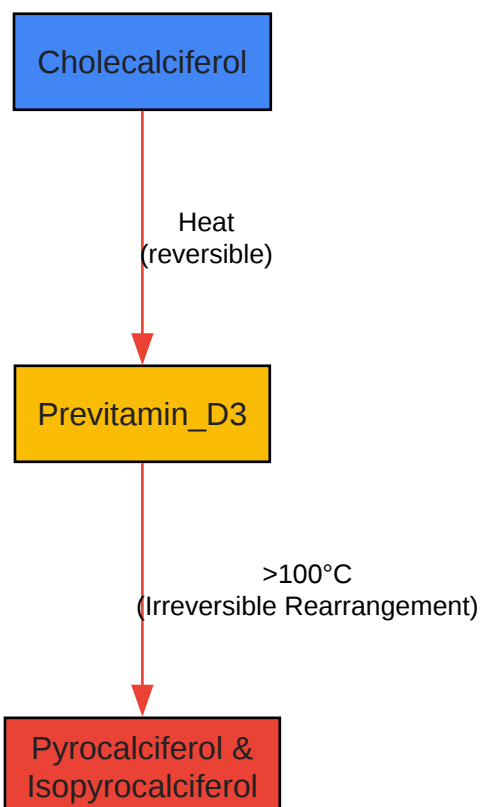 Cholecalciferol
Heat
(reversible)
Previtamin_D3
>100°C
(Irreversible Rearrangement)
Pyrocalciferol &
Isopyrocalciferol